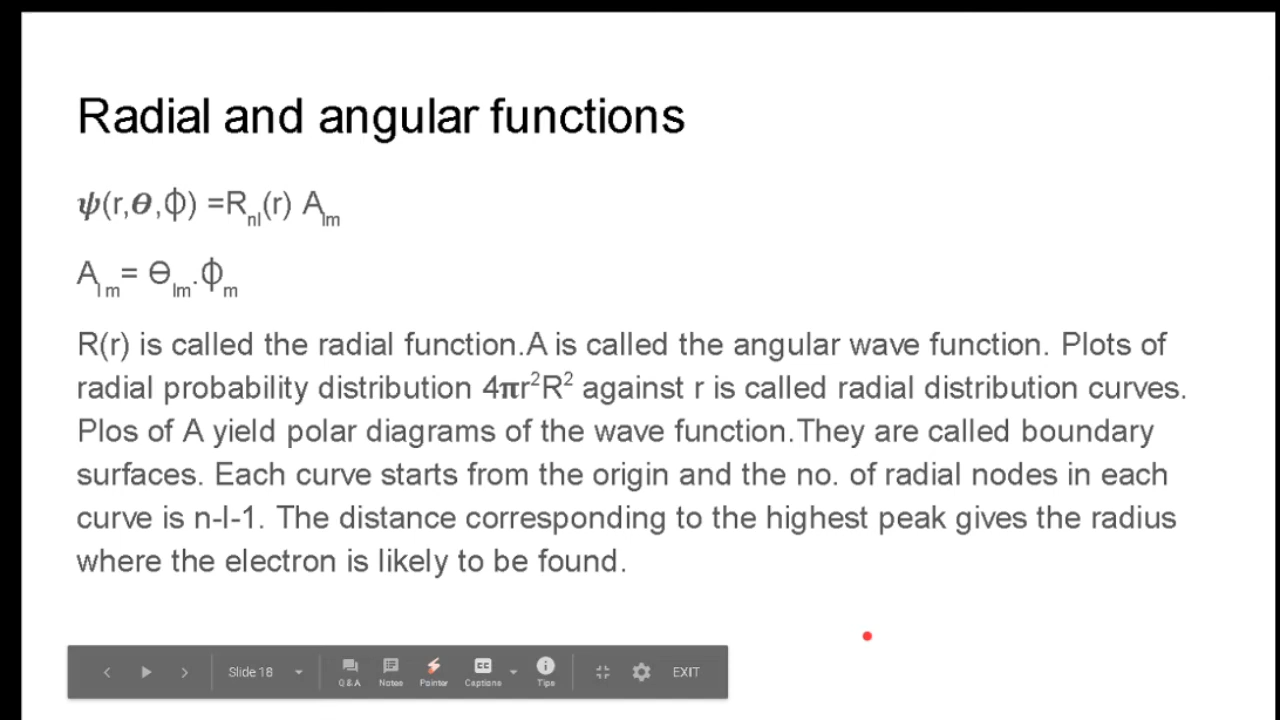 Radial and angular functions
𝝍(r,𝜽,ф) =Rnl(r) Alm
Al m= Ɵlm.фm
R(r) is called the radial function.A is called the angular wave function. Plots of
radial probability distribution 4𝛑r²R² against r is called radial distribution curves.
Plos of A yield polar diagrams of the wave function.They are called boundary
surfaces. Each curve starts from the origin and the no. of radial nodes in each
curve is n-l-1. The distance corresponding to the highest peak gives the radius
where the electron is likely to be found.
Slide 18
Q&A Notes Pointer Captions Tips EXIT